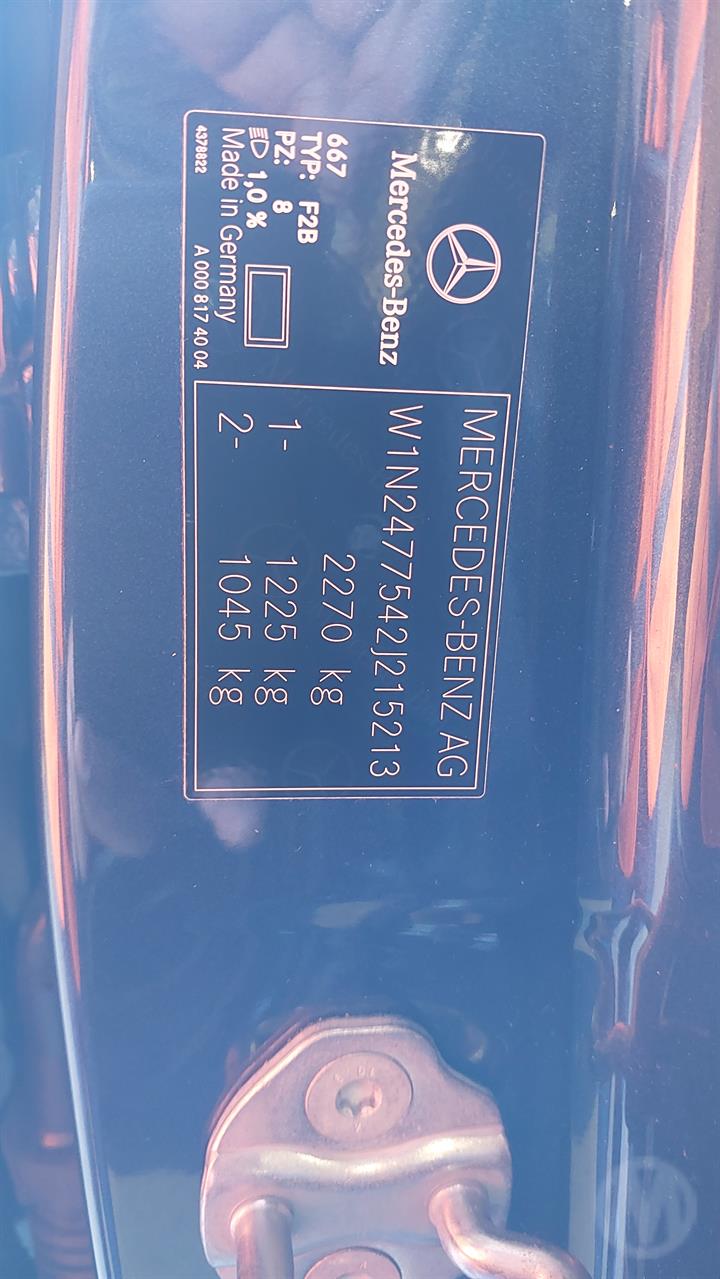 Mercedes-Benz
667
TYP: F2B
PZ: 8
1,0 %
Made in Germany
4378822 A 000 817 40 04
MERCEDES-BENZ AG
W1N2477542J215213
2270 kg
1- 1225 kg
2- 1045 kg